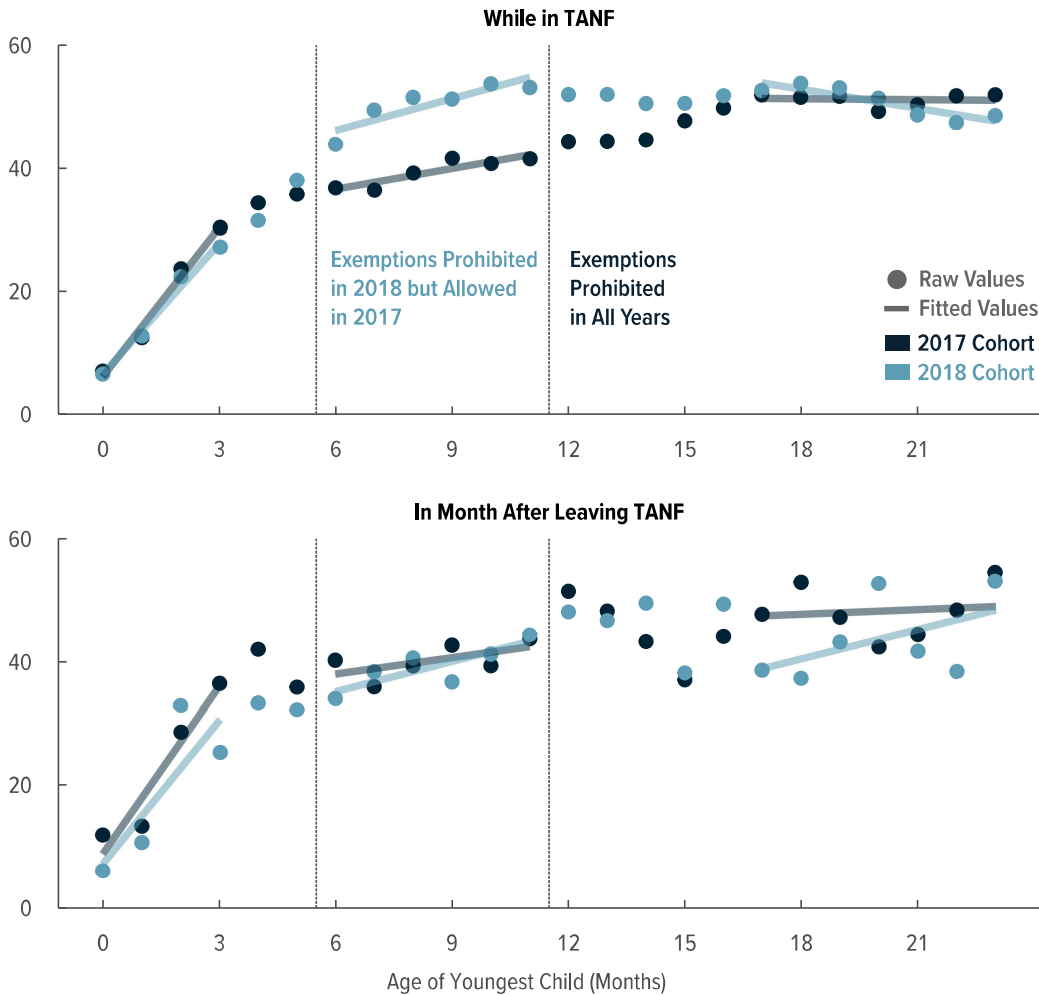 While in TANF
60
40
20
0
Exemptions Prohibited
in 2018 but Allowed
in 2017
Exemptions
Prohibited
in All Years
Raw Values
Fitted Values
2017 Cohort
2018 Cohort
0 3 6 9 12 15 18 21
In Month After Leaving TANF
60
40
20
0
0 3 6 9 12 15 18 21
Age of Youngest Child (Months)